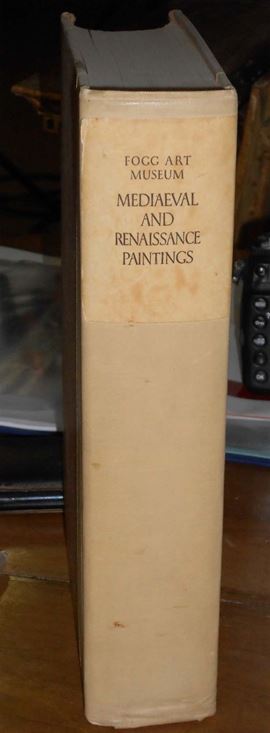 FOGG ART
MUSEUM
MEDIAEVAL
AND
RENAISSANCE
PAINTINGS